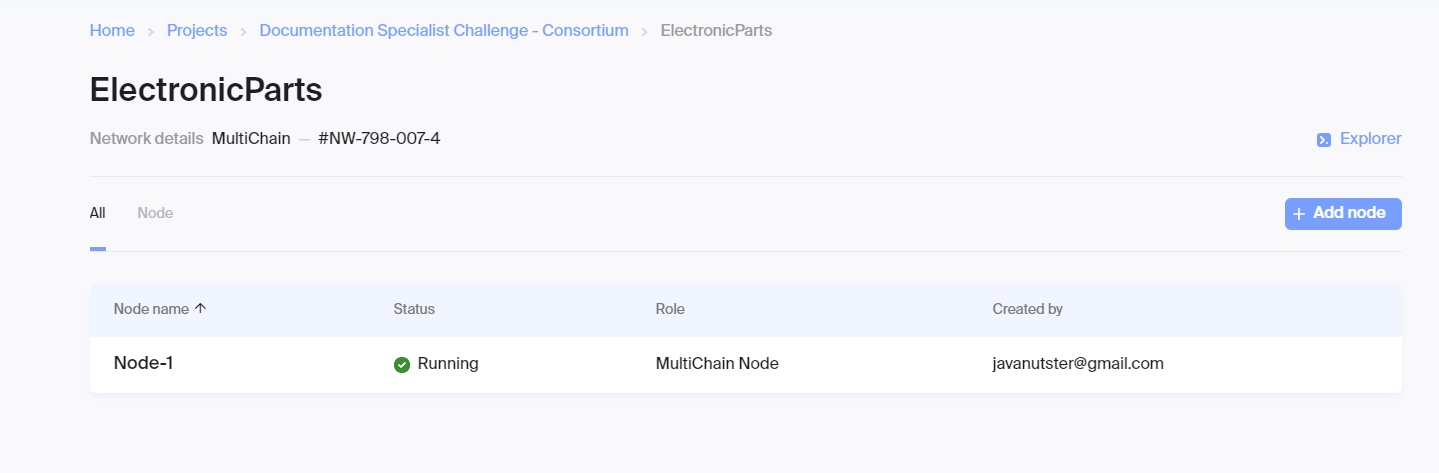 Home > Projects > Documentation Specialist Challenge - Consortium > ElectronicParts
ElectronicParts
Network details MultiChain — #NW-798-007-4 Explorer
All Node + Add node
Node name ↑ Status Role Created by
Node-1 Running MultiChain Node javanutster@gmail.com